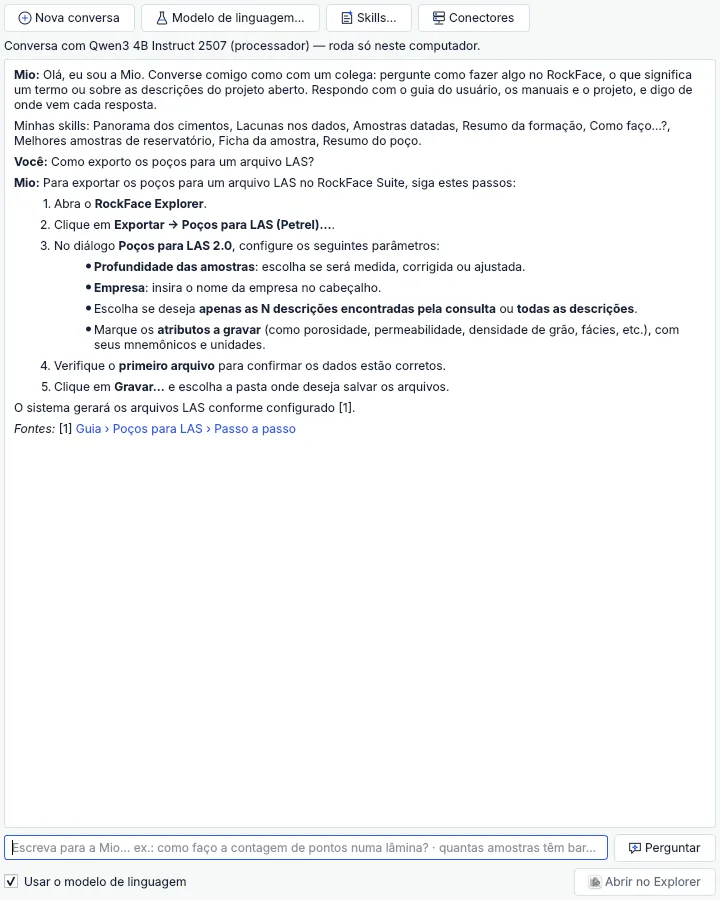 Nova conversa
Modelo de linguagem...
Skills...
Conectores
Conversa com Qwen3 4B Instruct 2507 (processador) — roda só neste computador.
Mio: Olá, eu sou a Mio. Converse comigo como com um colega: pergunte como fazer algo no RockFace, o que significa
um termo ou sobre as descrições do projeto aberto. Respondo com o guia do usuário, os manuais e o projeto, e digo de
onde vem cada resposta.
Minhas skills: Panorama dos cimentos, Lacunas nos dados, Amostras datadas, Resumo da formação, Como faço...?,
Melhores amostras de reservatório, Ficha da amostra, Resumo do poço.
Você: Como exporto os poços para um arquivo LAS?
Mio: Para exportar os poços para um arquivo LAS no RockFace Suite, siga estes passos:
1. Abra o RockFace Explorer.
2. Clique em Exportar → Poços para LAS (Petrel)....
3. No diálogo Poços para LAS 2.0, configure os seguintes parâmetros:
• Profundidade das amostras: escolha se será medida, corrigida ou ajustada.
• Empresa: insira o nome da empresa no cabeçalho.
• Escolha se deseja apenas as N descrições encontradas pela consulta ou todas as descrições.
• Marque os atributos a gravar (como porosidade, permeabilidade, densidade de grão, fácies, etc.), com
seus mnemônicos e unidades.
4. Verifique o primeiro arquivo para confirmar os dados estão corretos.
5. Clique em Gravar... e escolha a pasta onde deseja salvar os arquivos.
O sistema gerará os arquivos LAS conforme configurado [1].
Fontes: [1] Guia › Poços para LAS › Passo a passo
Escreva para a Mio... ex.: como faço a contagem de pontos numa lâmina? · quantas amostras têm bar...
Perguntar
Usar o modelo de linguagem
Abrir no Explorer